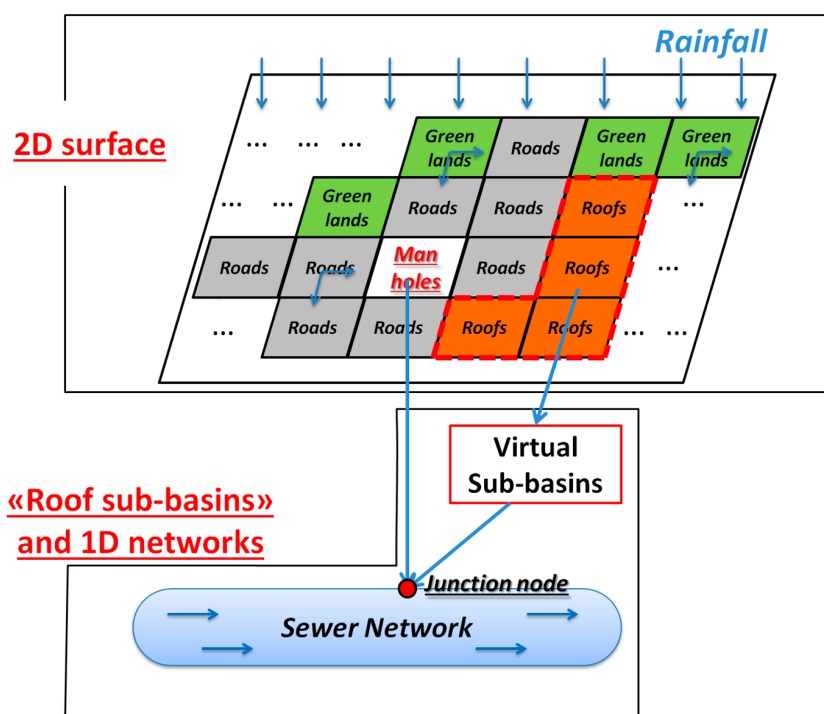 Rainfall
2D surface
... ... ...
Green
lands
Roads
Green
lands
Green
lands
... ...
Green
lands
Roads
Roads
Roofs
...
Roads
Roads
Man
holes
Roads
Roofs
...
...
Roads
Roads
Roofs
Roofs
... ...
Virtual
Sub-basins
«Roof sub-basins»
and 1D networks
Junction node
Sewer Network